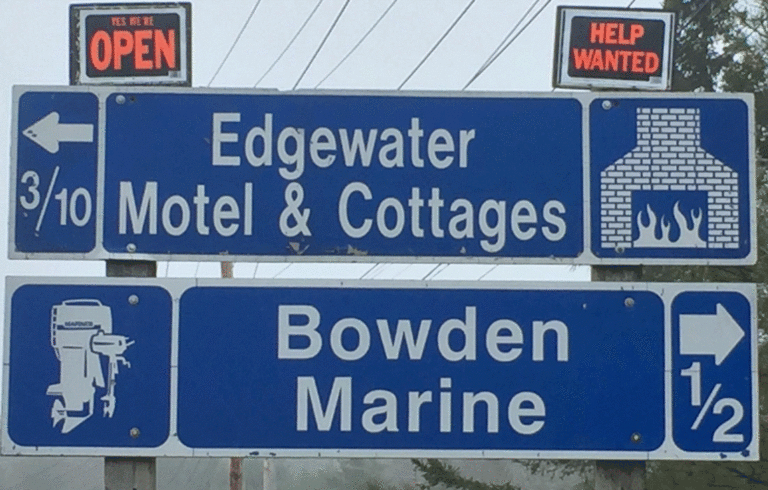 YES WE'RE
OPEN
HELP
WANTED
3/10
Edgewater
Motel & Cottages
Bowden
Marine
1/2